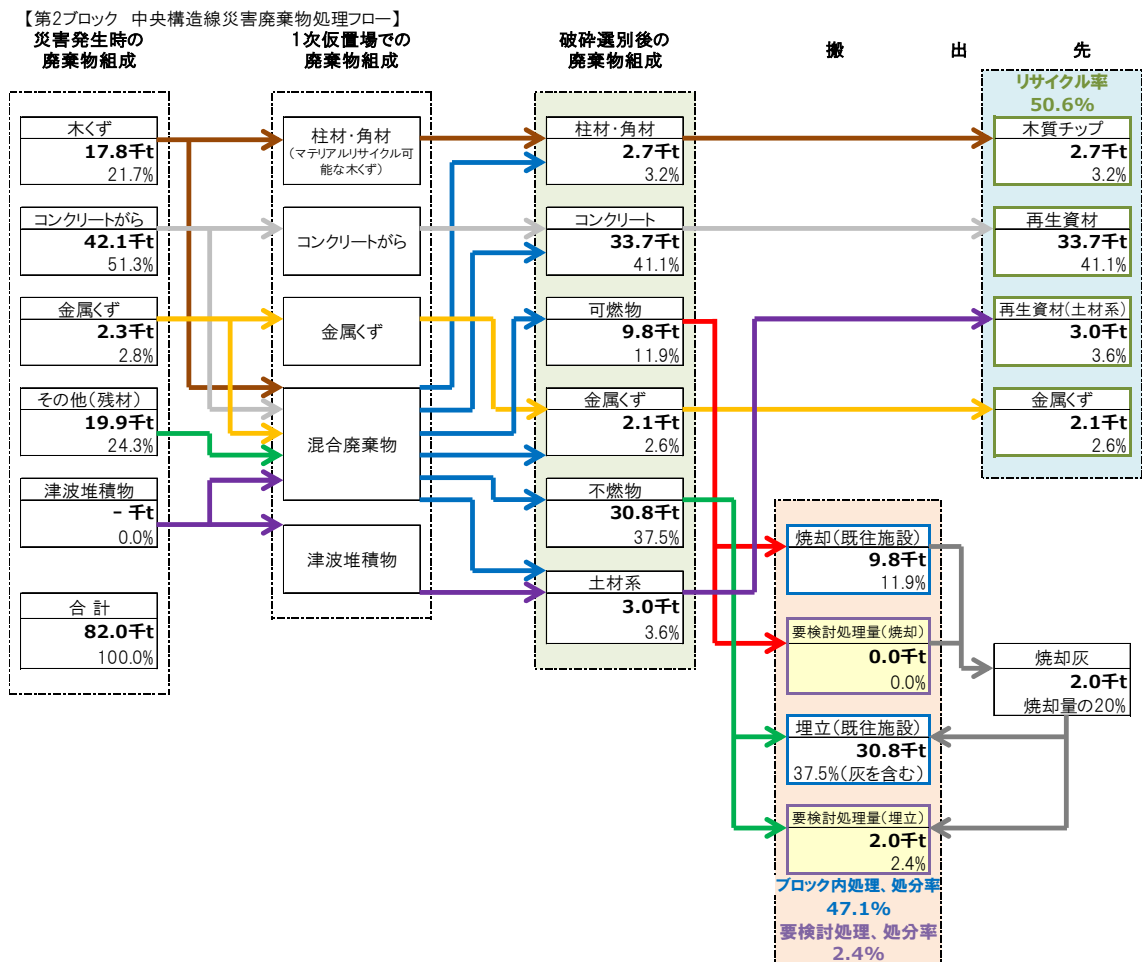 【第2ブロック 中央構造線災害廃棄物処理フロー】
災害発生時の
廃棄物組成
1次仮置場での
廃棄物組成
破砕選別後の
廃棄物組成
搬 出 先
木くず
17.8千t
21.7%
コンクリートがら
42.1千t
51.3%
金属くず
2.3千t
2.8%
その他(残材)
19.9千t
24.3%
津波堆積物
- 千t
0.0%
合 計
82.0千t
100.0%
柱材・角材
(マテリアルリサイクル可
能な木くず)
コンクリートがら
金属くず
混合廃棄物
津波堆積物
柱材・角材
2.7千t
3.2%
コンクリート
33.7千t
41.1%
可燃物
9.8千t
11.9%
金属くず
2.1千t
2.6%
不燃物
30.8千t
37.5%
土材系
3.0千t
3.6%
リサイクル率
50.6%
木質チップ
2.7千t
3.2%
再生資材
33.7千t
41.1%
再生資材(土材系)
3.0千t
3.6%
金属くず
2.1千t
2.6%
焼却(既往施設)
9.8千t
11.9%
要検討処理量(焼却)
0.0千t
0.0%
埋立(既往施設)
30.8千t
37.5%(灰を含む)
要検討処理量(埋立)
2.0千t
2.4%
ブロック内処理、処分率
47.1%
要検討処理、処分率
2.4%
焼却灰
2.0千t
焼却量の20%